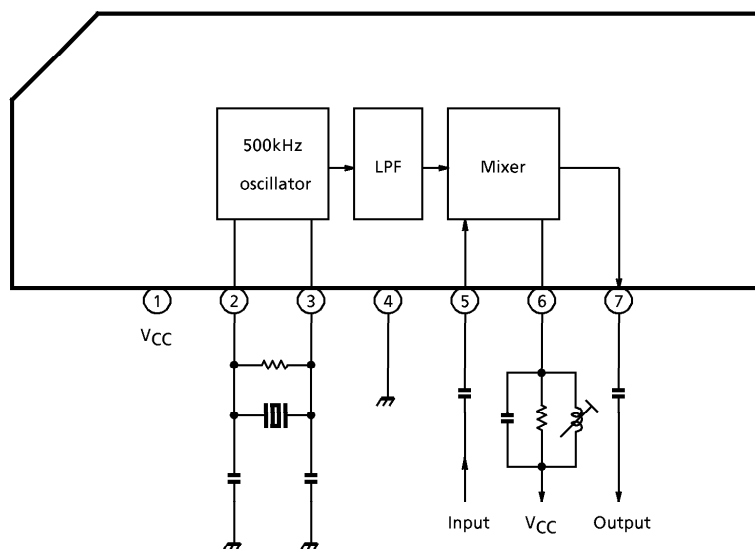 500kHz
oscillator
LPF
Mixer
1
2
3
4
5
6
7
VCC
Input
VCC
Output